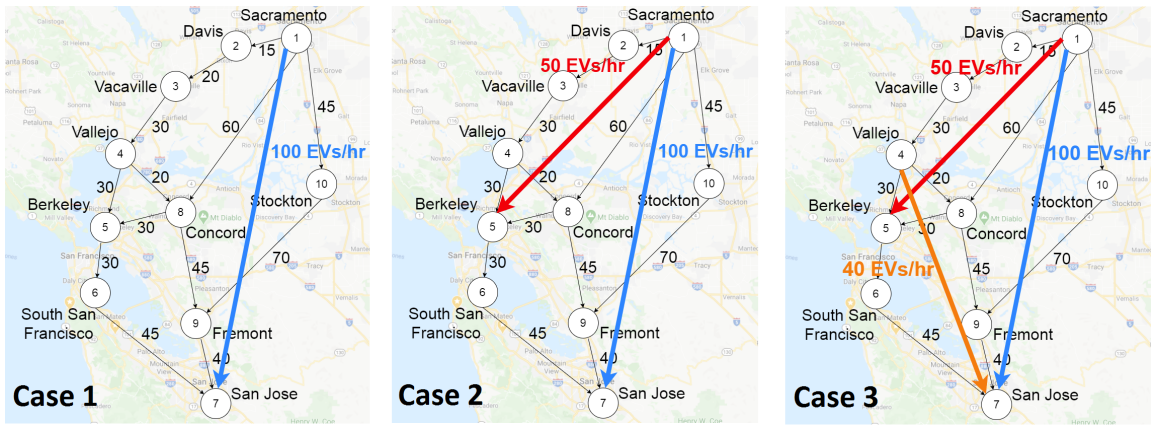 Sacramento
Davis
1
2
15
20
Vacaville
3
45
30
60
Vallejo
4
100 EVs/hr
20
30
10
Berkeley
8
Stockton
5
30
Concord
30
45
70
6
South San
Francisco
9
45
Fremont
40
7
San Jose
Case 1
Sacramento
Davis
1
2
15
50 EVs/hr
Vacaville
3
45
30
60
Vallejo
4
100 EVs/hr
20
30
10
Berkeley
8
Stockton
5
30
Concord
30
45
70
6
South San
Francisco
9
45
Fremont
40
7
San Jose
Case 2
Sacramento
Davis
1
2
15
50 EVs/hr
Vacaville
3
45
30
60
Vallejo
4
100 EVs/hr
20
30
10
Berkeley
8
Stockton
5
30
Concord
40 EVs/hr
45
70
6
South San
Francisco
9
45
Fremont
40
7
San Jose
Case 3